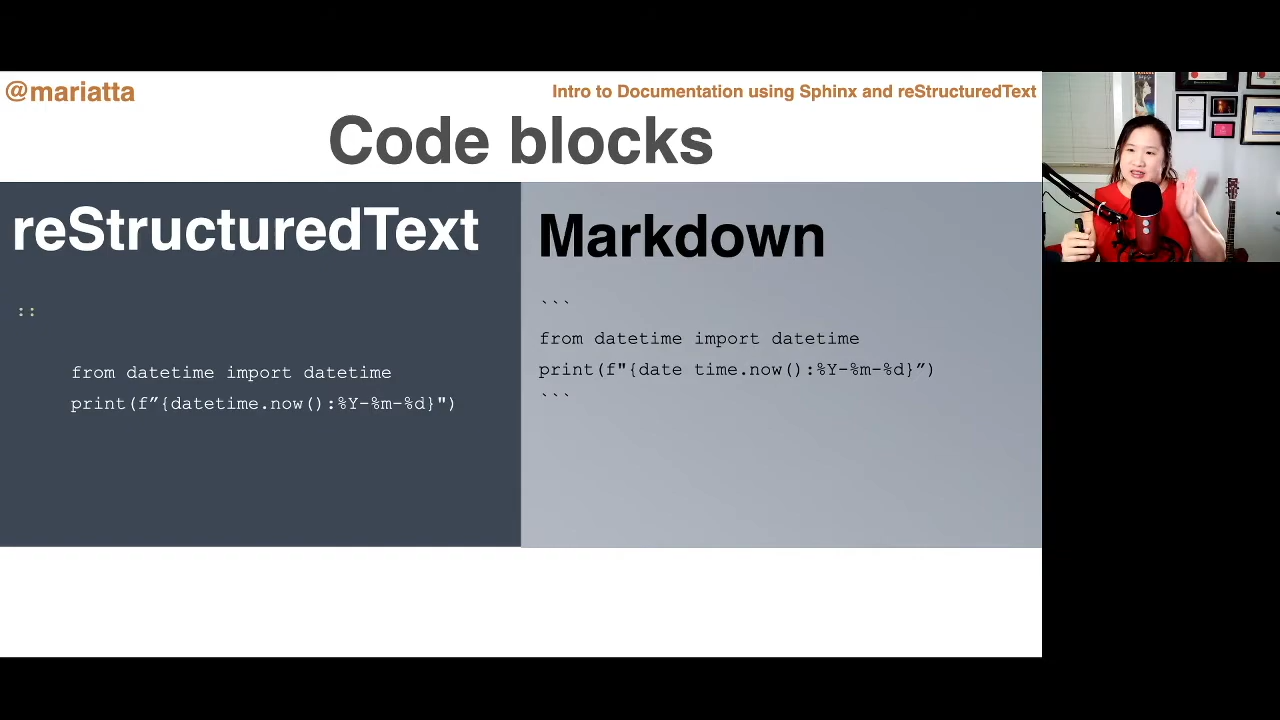 @mariatta
Intro to Documentation using Sphinx and reStructuredText
Code blocks
reStructuredText
::
from datetime import datetime
print(f”{datetime.now():%Y-%m-%d}")
Markdown
```
from datetime import datetime
print(f"{date time.now():%Y-%m-%d}”)
```